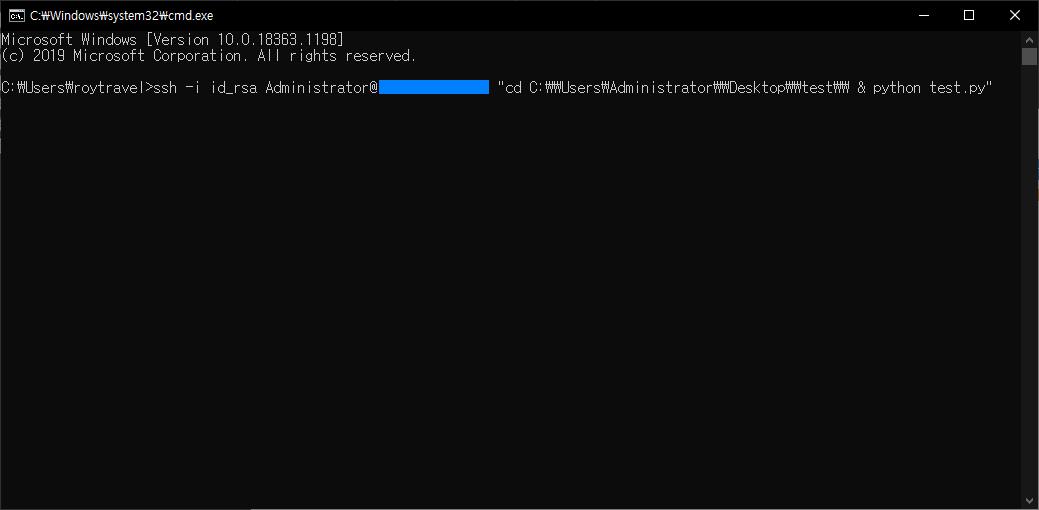 C:₩Windows₩system32₩cmd.exe
Microsoft Windows [Version 10.0.18363.1198]
(c) 2019 Microsoft Corporation. All rights reserved.
C:₩Users₩roytravel>ssh -i id_rsa Administrator@ "cd C:₩₩Users₩Administrator₩₩Desktop₩₩test₩₩ & python test.py"